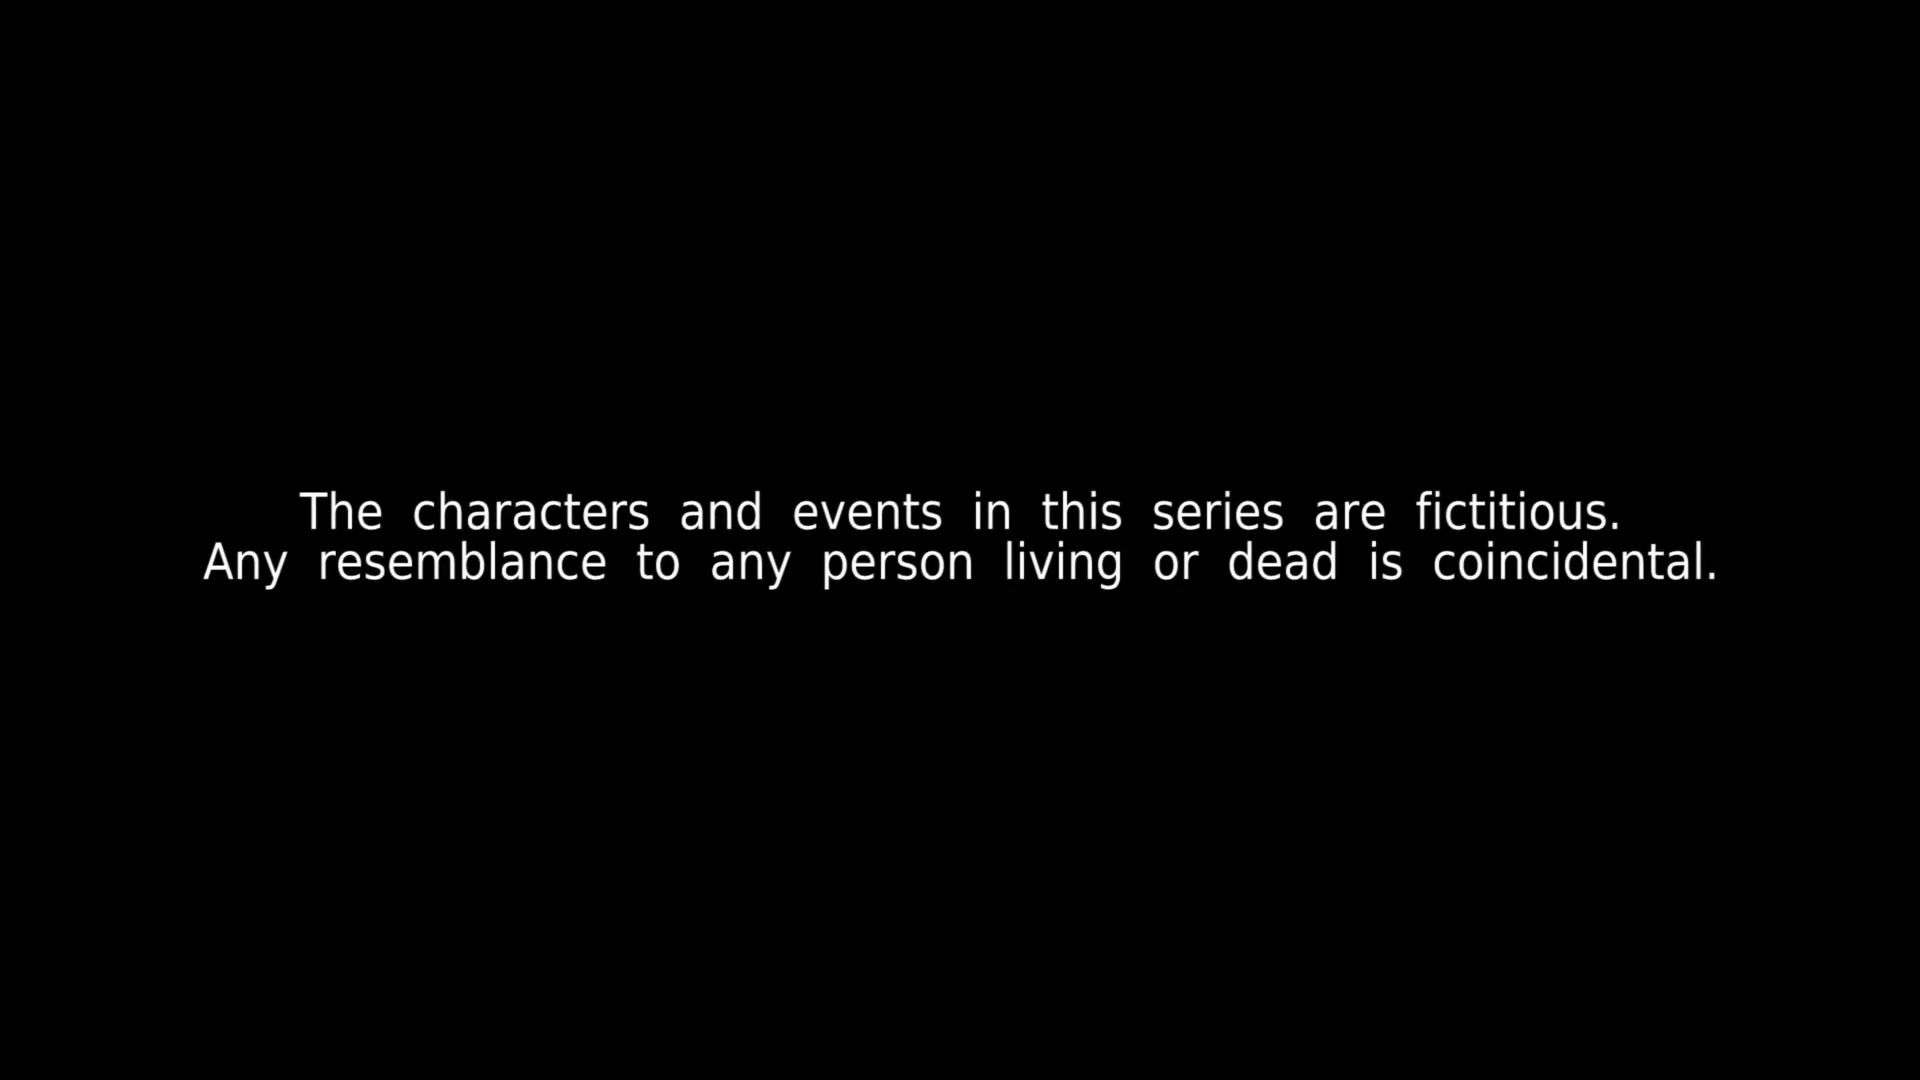 The characters and events in this series are fictitious.
Any resemblance to any person living or dead is coincidental.